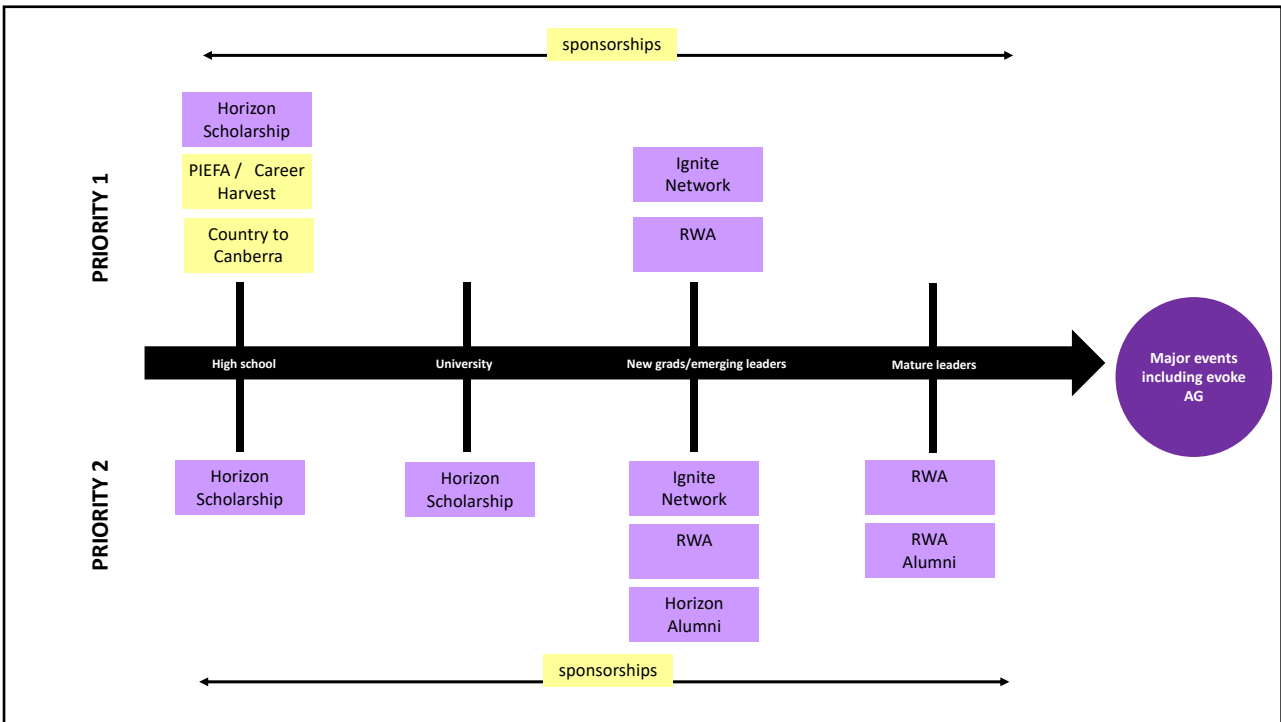 sponsorships
PRIORITY 1
Horizon
Scholarship
PIEFA / Career
Harvest
Country to
Canberra
Ignite
Network
RWA
High school
University
New grads/emerging leaders
Mature leaders
Major events
including evoke
AG
PRIORITY 2
Horizon
Scholarship
Horizon
Scholarship
Ignite
Network
RWA
Horizon
Alumni
RWA
RWA
Alumni
sponsorships